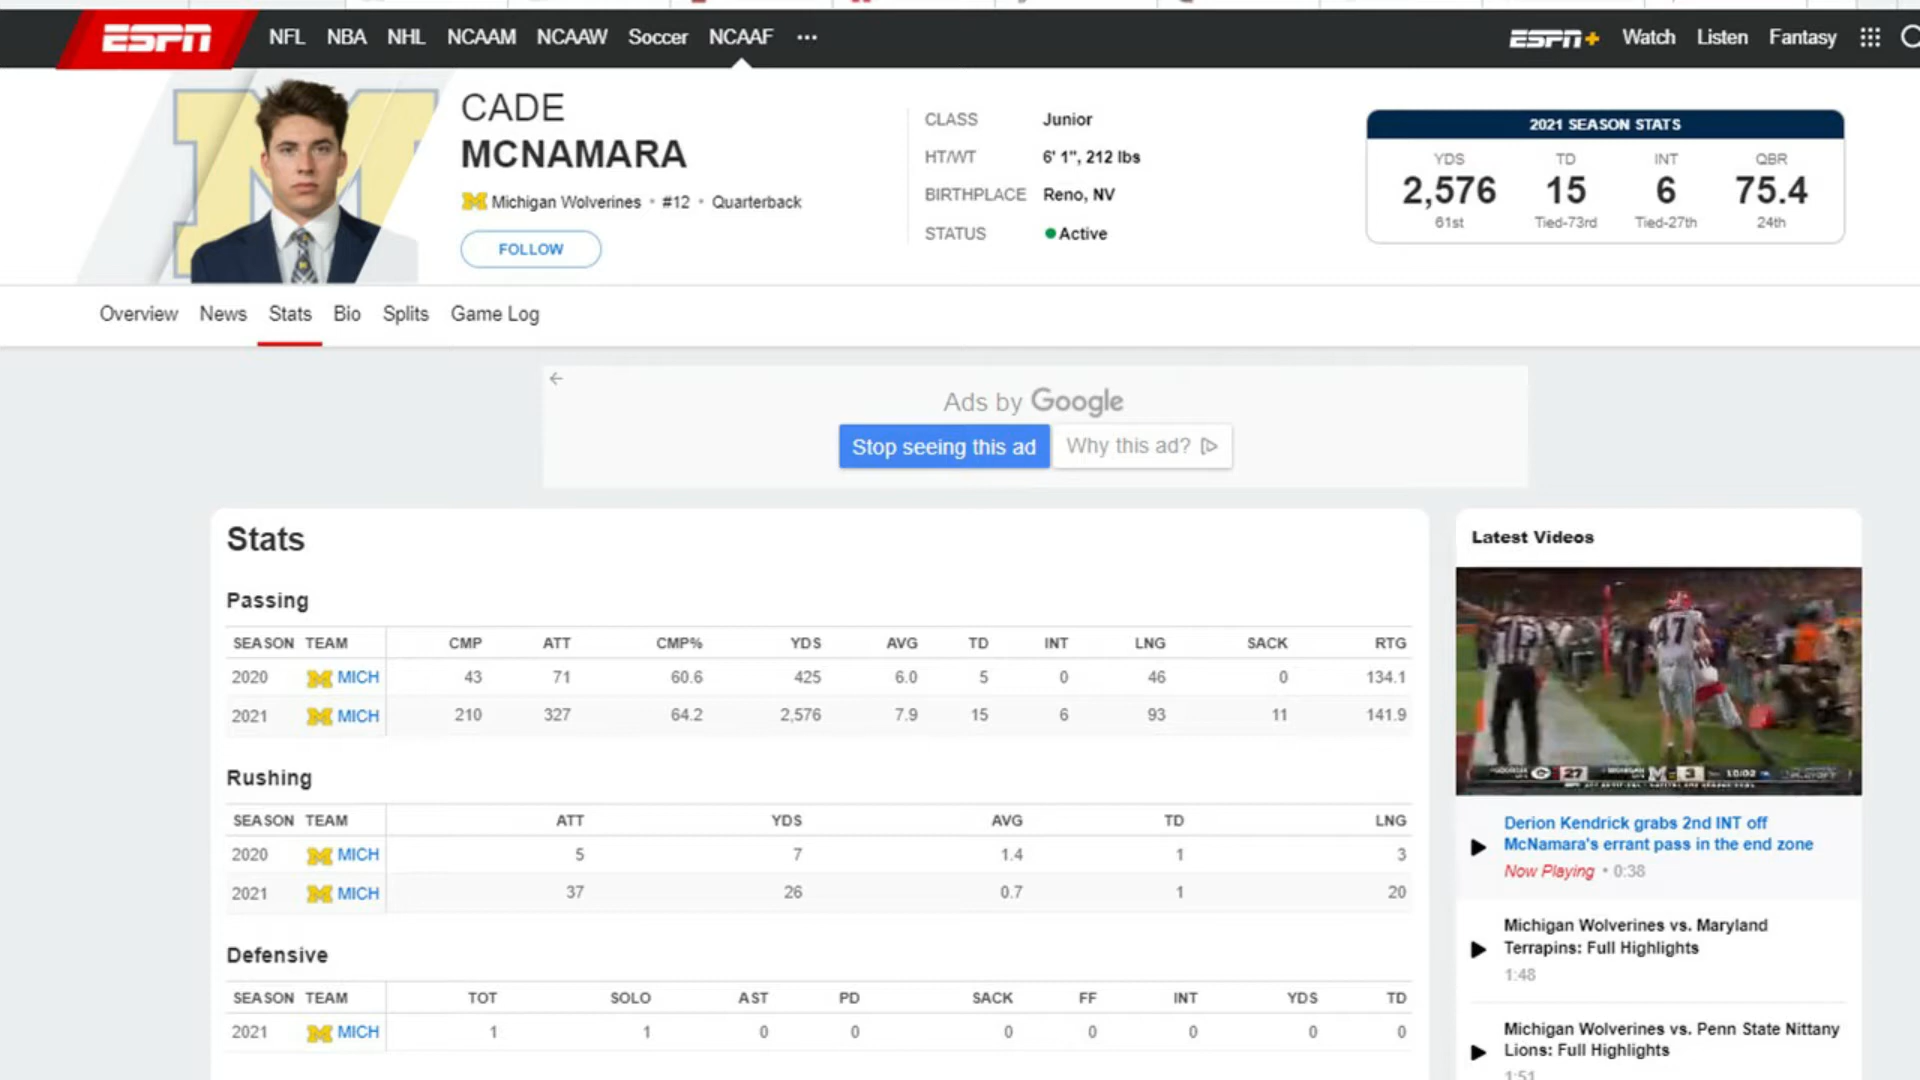 ESPN NFL NBA NHL NCAAM NCAAW Soccer NCAAF ••• ESPN+ Watch Listen Fantasy
CADE
MCNAMARA
Michigan Wolverines • #12 • Quarterback
FOLLOW
CLASS Junior
HT/WT 6' 1", 212 lbs
BIRTHPLACE Reno, NV
STATUS Active
2021 SEASON STATS
YDS TD INT QBR
2,576 15 6 75.4
61st Tied-73rd Tied-27th 24th
Overview News Stats Bio Splits Game Log
Ads by Google
Stop seeing this ad Why this ad?
Stats
Passing
SEASON TEAM CMP ATT CMP% YDS AVG TD INT LNG SACK RTG
2020 MICH 43 71 60.6 425 6.0 5 0 46 0 134.1
2021 MICH 210 327 64.2 2,576 7.9 15 6 93 11 141.9
Rushing
SEASON TEAM ATT YDS AVG TD LNG
2020 MICH 5 7 1.4 1 3
2021 MICH 37 26 0.7 1 20
Defensive
SEASON TEAM TOT SOLO AST PD SACK FF INT YDS TD
2021 MICH 1 1 0 0 0 0 0 0 0
Latest Videos
47
27 3 10:02
Derion Kendrick grabs 2nd INT off
McNamara's errant pass in the end zone
Now Playing • 0:38
Michigan Wolverines vs. Maryland
Terrapins: Full Highlights
1:48
Michigan Wolverines vs. Penn State Nittany
Lions: Full Highlights
1:51